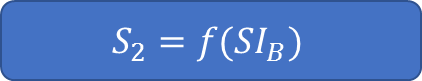 S₂ = f(SI_B)